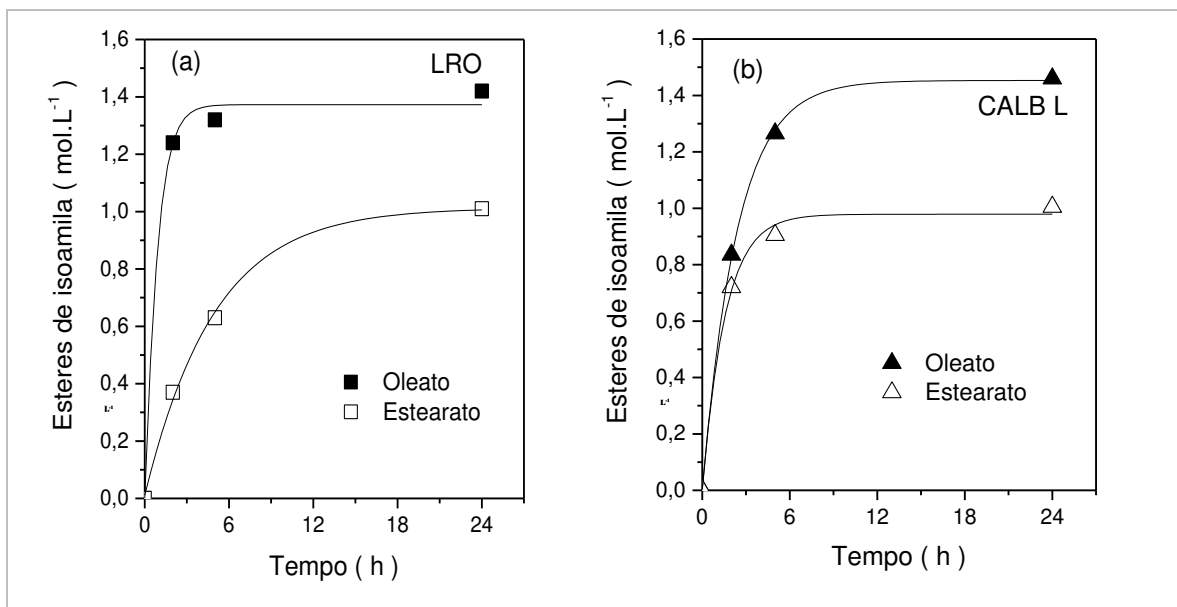 (a)
LRO
Esteres de isoamila ( mol.L⁻¹ )
1,6
1,4
1,2
1,0
0,8
0,6
0,4
0,2
0,0
Oleato
Estearato
0 6 12 18 24
Tempo ( h )
(b)
CALB L
Esteres de isoamila ( mol.L⁻¹ )
1,6
1,4
1,2
1,0
0,8
0,6
0,4
0,2
0,0
Oleato
Estearato
0 6 12 18 24
Tempo ( h )